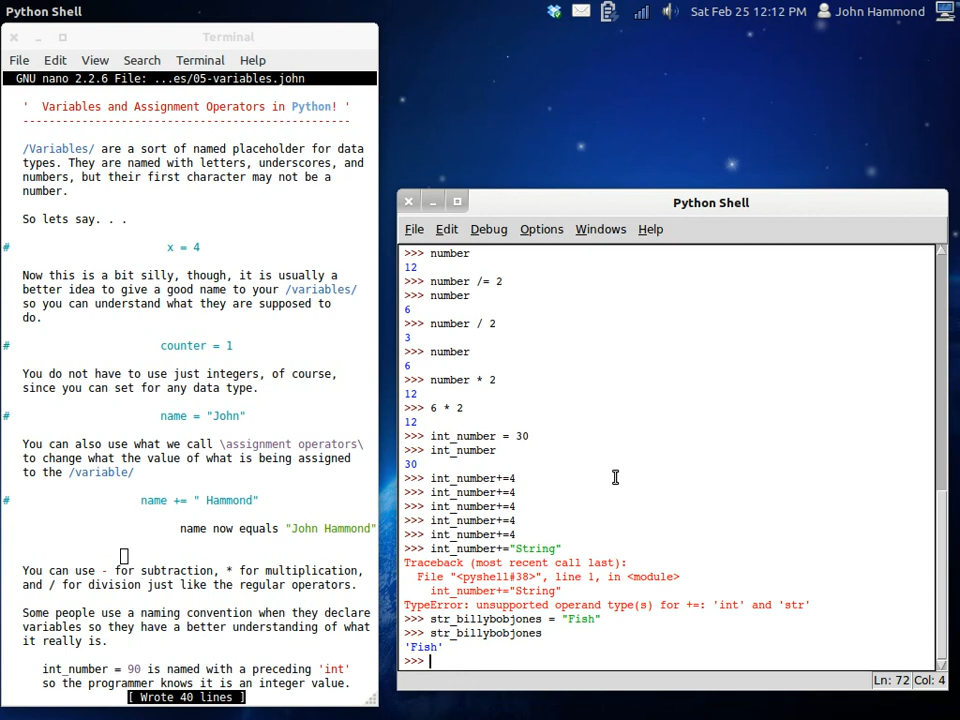 Python Shell
Sat Feb 25 12:12 PM John Hammond
Terminal
File Edit View Search Terminal Help
GNU nano 2.2.6 File: ...es/05-variables.john
' Variables and Assignment Operators in Python! '
--------------------------------------------------
/Variables/ are a sort of named placeholder for data
types. They are named with letters, underscores, and
numbers, but their first character may not be a
number.
So lets say. . .
# x = 4
Now this is a bit silly, though, it is usually a
better idea to give a good name to your /variables/
so you can understand what they are supposed to
do.
# counter = 1
You do not have to use just integers, of course,
since you can set for any data type.
# name = "John"
You can also use what we call \assignment operators\
to change what the value of what is being assigned
to the /variable/
# name += " Hammond"
name now equals "John Hammond"
You can use - for subtraction, * for multiplication,
and / for division just like the regular operators.
Some people use a naming convention when they declare
variables so they have a better understanding of what
it really is.
int_number = 90 is named with a preceding 'int'
so the programmer knows it is an integer value.
[ Wrote 40 lines ]
Python Shell
File Edit Debug Options Windows Help
>>> number
12
>>> number /= 2
>>> number
6
>>> number / 2
3
>>> number
6
>>> number * 2
12
>>> 6 * 2
12
>>> int_number = 30
>>> int_number
30
>>> int_number+=4
>>> int_number+=4
>>> int_number+=4
>>> int_number+=4
>>> int_number+=4
>>> int_number+="String"
Traceback (most recent call last):
File "<pyshell#38>", line 1, in <module>
int_number+="String"
TypeError: unsupported operand type(s) for +=: 'int' and 'str'
>>> str_billybobjones = "Fish"
>>> str_billybobjones
'Fish'
>>>
Ln: 72 Col: 4